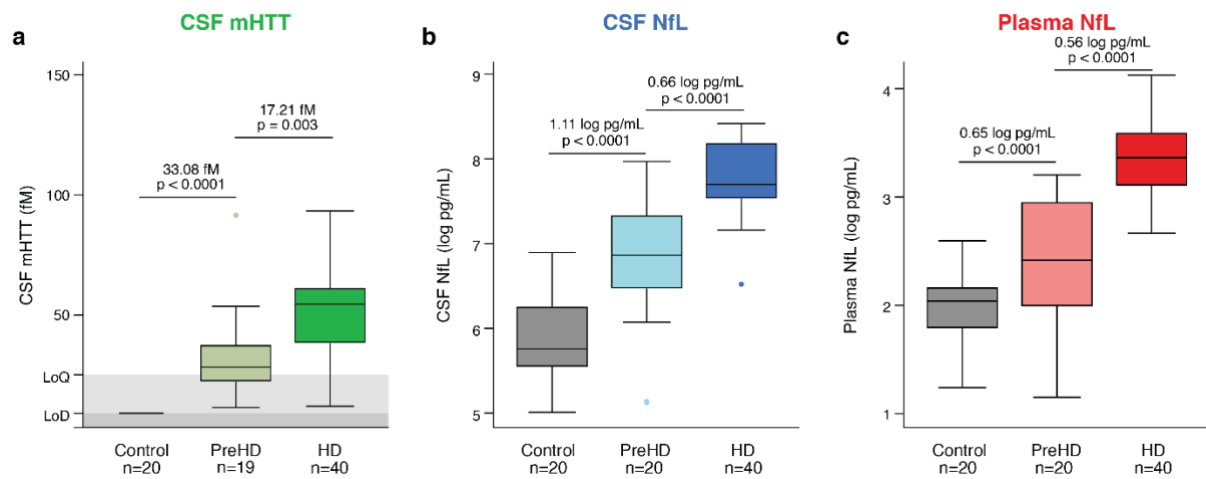 CSF mHTT
a
150
17.21 fM
p = 0.003
33.08 fM
p < 0.0001
100
50
LoQ
LoD
CSF mHTT (fM)
Control
n=20
PreHD
n=19
HD
n=40
CSF NfL
b
9
0.66 log pg/mL
p < 0.0001
1.11 log pg/mL
p < 0.0001
8
7
6
5
CSF NfL (log pg/mL)
Control
n=20
PreHD
n=20
HD
n=40
Plasma NfL
c
0.56 log pg/mL
p < 0.0001
4
0.65 log pg/mL
p < 0.0001
3
2
1
Plasma NfL (log pg/mL)
Control
n=20
PreHD
n=20
HD
n=40